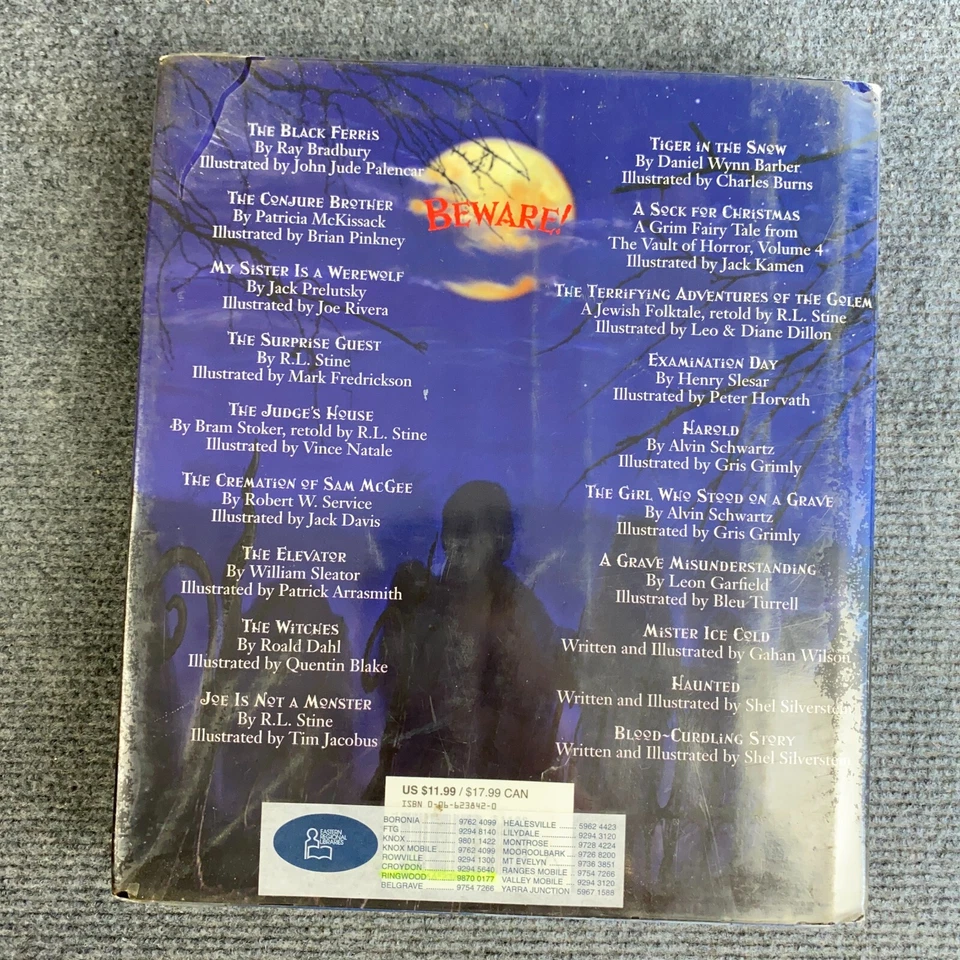 The Black Ferris
By Ray Bradbury
Illustrated by John Jude Palencar
The Conjure Brother
By Patricia McKissack
Illustrated by Brian Pinkney
My Sister Is a Werewolf
By Jack Prelutsky
Illustrated by Joe Rivera
The Surprise Guest
By R.L. Stine
Illustrated by Mark Fredrickson
The Judge's House
By Bram Stoker, retold by R.L. Stine
Illustrated by Vince Natale
The Cremation of Sam McGee
By Robert W. Service
Illustrated by Jack Davis
The Elevator
By William Sleator
Illustrated by Patrick Arrasmith
The Witches
By Roald Dahl
Illustrated by Quentin Blake
Joe Is Not a Monster
By R.L. Stine
Illustrated by Tim Jacobus
BEWARE!
Tiger in the Snow
By Daniel Wynn Barber
Illustrated by Charles Burns
A Sock for Christmas
A Grim Fairy Tale from
The Vault of Horror, Volume 4
Illustrated by Jack Kamen
The Terrifying Adventures of the Golem
A Jewish Folktale, retold by R.L. Stine
Illustrated by Leo & Diane Dillon
Examination Day
By Henry Slesar
Illustrated by Peter Horvath
Harold
By Alvin Schwartz
Illustrated by Gris Grimly
The Girl Who Stood on a Grave
By Alvin Schwartz
Illustrated by Gris Grimly
A Grave Misunderstanding
By Leon Garfield
Illustrated by Bleu Turrell
Mister Ice Cold
Written and Illustrated by Gahan Wilson
Haunted
Written and Illustrated by Shel Silverstein
Blood~Curdling Story
Written and Illustrated by Shel Silverstein
US $11.99 / $17.99 CAN
ISBN 0-06-623842-0
EASTERN
REGIONAL
LIBRARIES
BORONIA 9762 4099
FTG 9294 8140
KNOX 9801 1422
KNOX MOBILE 9762 4099
ROWVILLE 9294 1300
CROYDON 9294 5640
RINGWOOD 9870 0177
BELGRAVE 9754 7266
HEALESVILLE 5962 4423
LILYDALE 9294 3120
MONTROSE 9728 4224
MOOROOLBARK 9726 8200
MT EVELYN 9736 3851
RANGES MOBILE 9754 7266
VALLEY MOBILE 9294 3120
YARRA JUNCTION 5967 1588